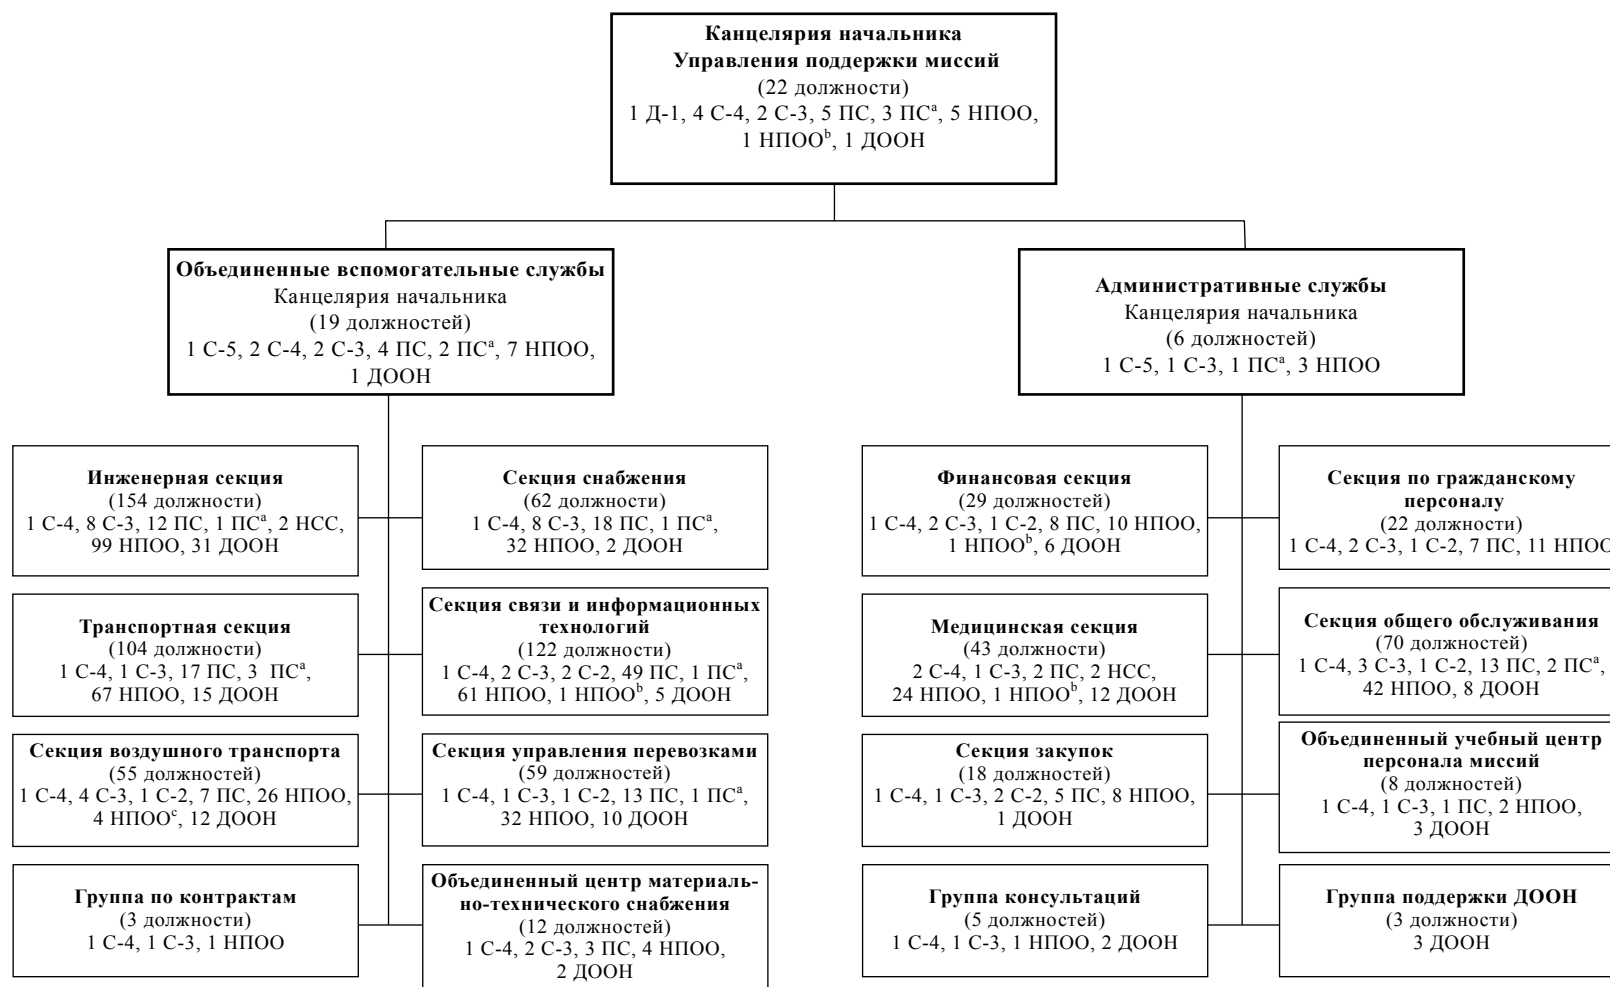 Канцелярия начальника
Управления поддержки миссий
(22 должности)
1 Д-1, 4 С-4, 2 С-3, 5 ПС, 3 ПСᵃ, 5 НПОО,
1 НПООᵇ, 1 ДООН
Объединенные вспомогательные службы
Канцелярия начальника
(19 должностей)
1 С-5, 2 С-4, 2 С-3, 4 ПС, 2 ПСᵃ, 7 НПОО,
1 ДООН
Административные службы
Канцелярия начальника
(6 должностей)
1 С-5, 1 С-3, 1 ПСᵃ, 3 НПОО
Инженерная секция
(154 должности)
1 С-4, 8 С-3, 12 ПС, 1 ПСᵃ, 2 НСС,
99 НПОО, 31 ДООН
Секция снабжения
(62 должности)
1 С-4, 8 С-3, 18 ПС, 1 ПСᵃ,
32 НПОО, 2 ДООН
Финансовая секция
(29 должностей)
1 С-4, 2 С-3, 1 С-2, 8 ПС, 10 НПОО,
1 НПООᵇ, 6 ДООН
Секция по гражданскому
персоналу
(22 должности)
1 С-4, 2 С-3, 1 С-2, 7 ПС, 11 НПОО
Транспортная секция
(104 должности)
1 С-4, 1 С-3, 17 ПС, 3 ПСᵃ,
67 НПОО, 15 ДООН
Секция связи и информационных
технологий
(122 должности)
1 С-4, 2 С-3, 2 С-2, 49 ПС, 1 ПСᵃ,
61 НПОО, 1 НПООᵇ, 5 ДООН
Медицинская секция
(43 должности)
2 С-4, 1 С-3, 2 ПС, 2 НСС,
24 НПОО, 1 НПООᵇ, 12 ДООН
Секция общего обслуживания
(70 должностей)
1 С-4, 3 С-3, 1 С-2, 13 ПС, 2 ПСᵃ,
42 НПОО, 8 ДООН
Секция воздушного транспорта
(55 должностей)
1 С-4, 4 С-3, 1 С-2, 7 ПС, 26 НПОО,
4 НПООᶜ, 12 ДООН
Секция управления перевозками
(59 должностей)
1 С-4, 1 С-3, 1 С-2, 13 ПС, 1 ПСᵃ,
32 НПОО, 10 ДООН
Секция закупок
(18 должностей)
1 С-4, 1 С-3, 2 С-2, 5 ПС, 8 НПОО,
1 ДООН
Объединенный учебный центр
персонала миссий
(8 должностей)
1 С-4, 1 С-3, 1 ПС, 2 НПОО,
3 ДООН
Группа по контрактам
(3 должности)
1 С-4, 1 С-3, 1 НПОО
Объединенный центр материаль-
но-технического снабжения
(12 должностей)
1 С-4, 2 С-3, 3 ПС, 4 НПОО,
2 ДООН
Группа консультаций
(5 должностей)
1 С-4, 1 С-3, 1 НПОО, 2 ДООН
Группа поддержки ДООН
(3 должности)
3 ДООН